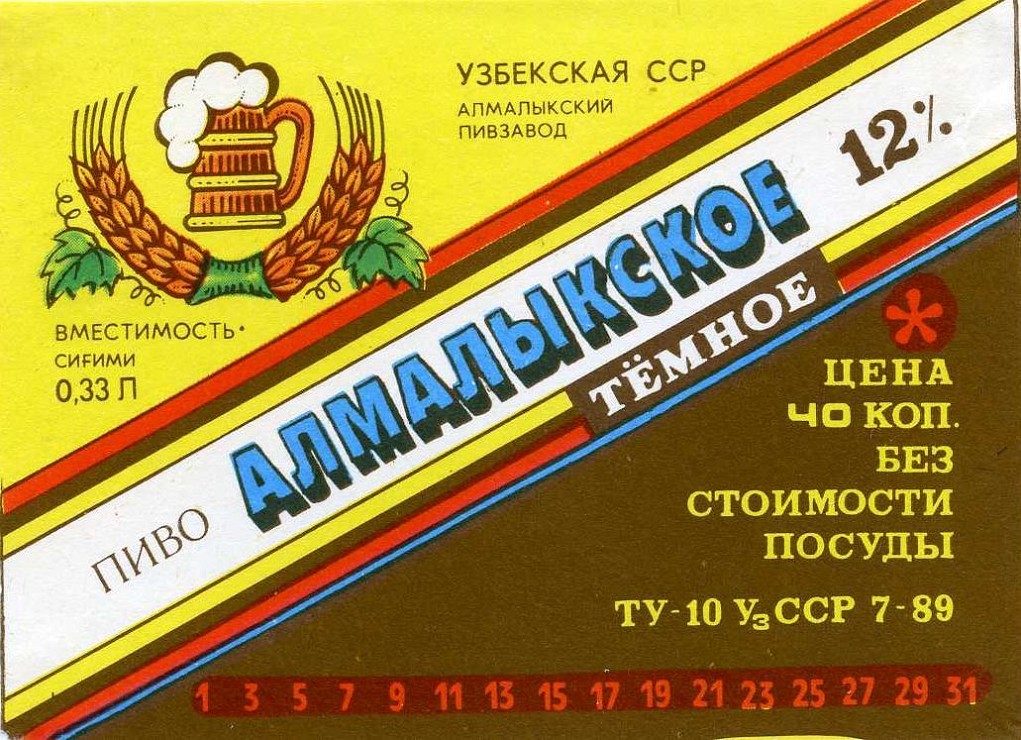 УЗБЕКСКАЯ ССР
АЛМАЛЫКСКИЙ
ПИВЗАВОД
12%
ВМЕСТИМОСТЬ·
СИҒИМИ
0,33 Л
ПИВО АЛМАЛЫКСКОЕ
ТЁМНОЕ
*
ЦЕНА
40 КОП.
БЕЗ
СТОИМОСТИ
ПОСУДЫ
ТУ-10 УзССР 7-89
1 3 5 7 9 11 13 15 17 19 21 23 25 27 29 31